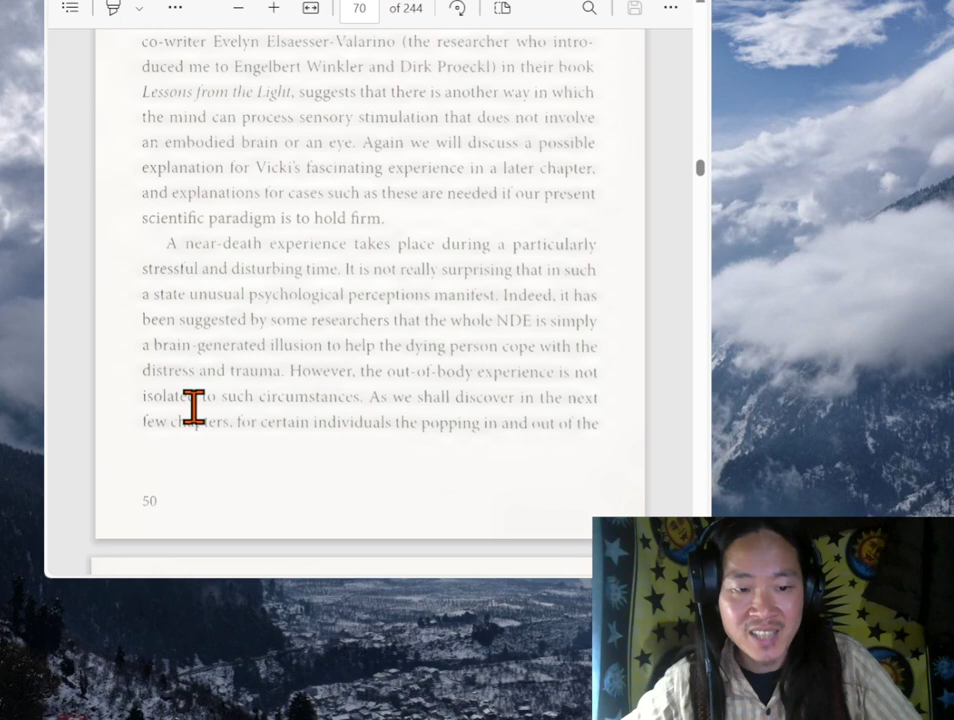 70 of 244
co-writer Evelyn Elsaesser-Valarino (the researcher who intro-
duced me to Engelbert Winkler and Dirk Proeckl) in their book
Lessons from the Light, suggests that there is another way in which
the mind can process sensory stimulation that does not involve
an embodied brain or an eye. Again we will discuss a possible
explanation for Vicki's fascinating experience in a later chapter,
and explanations for cases such as these are needed if our present
scientific paradigm is to hold firm.
A near-death experience takes place during a particularly
stressful and disturbing time. It is not really surprising that in such
a state unusual psychological perceptions manifest. Indeed, it has
been suggested by some researchers that the whole NDE is simply
a brain-generated illusion to help the dying person cope with the
distress and trauma. However, the out-of-body experience is not
isolated to such circumstances. As we shall discover in the next
few chapters, for certain individuals the popping in and out of the
50